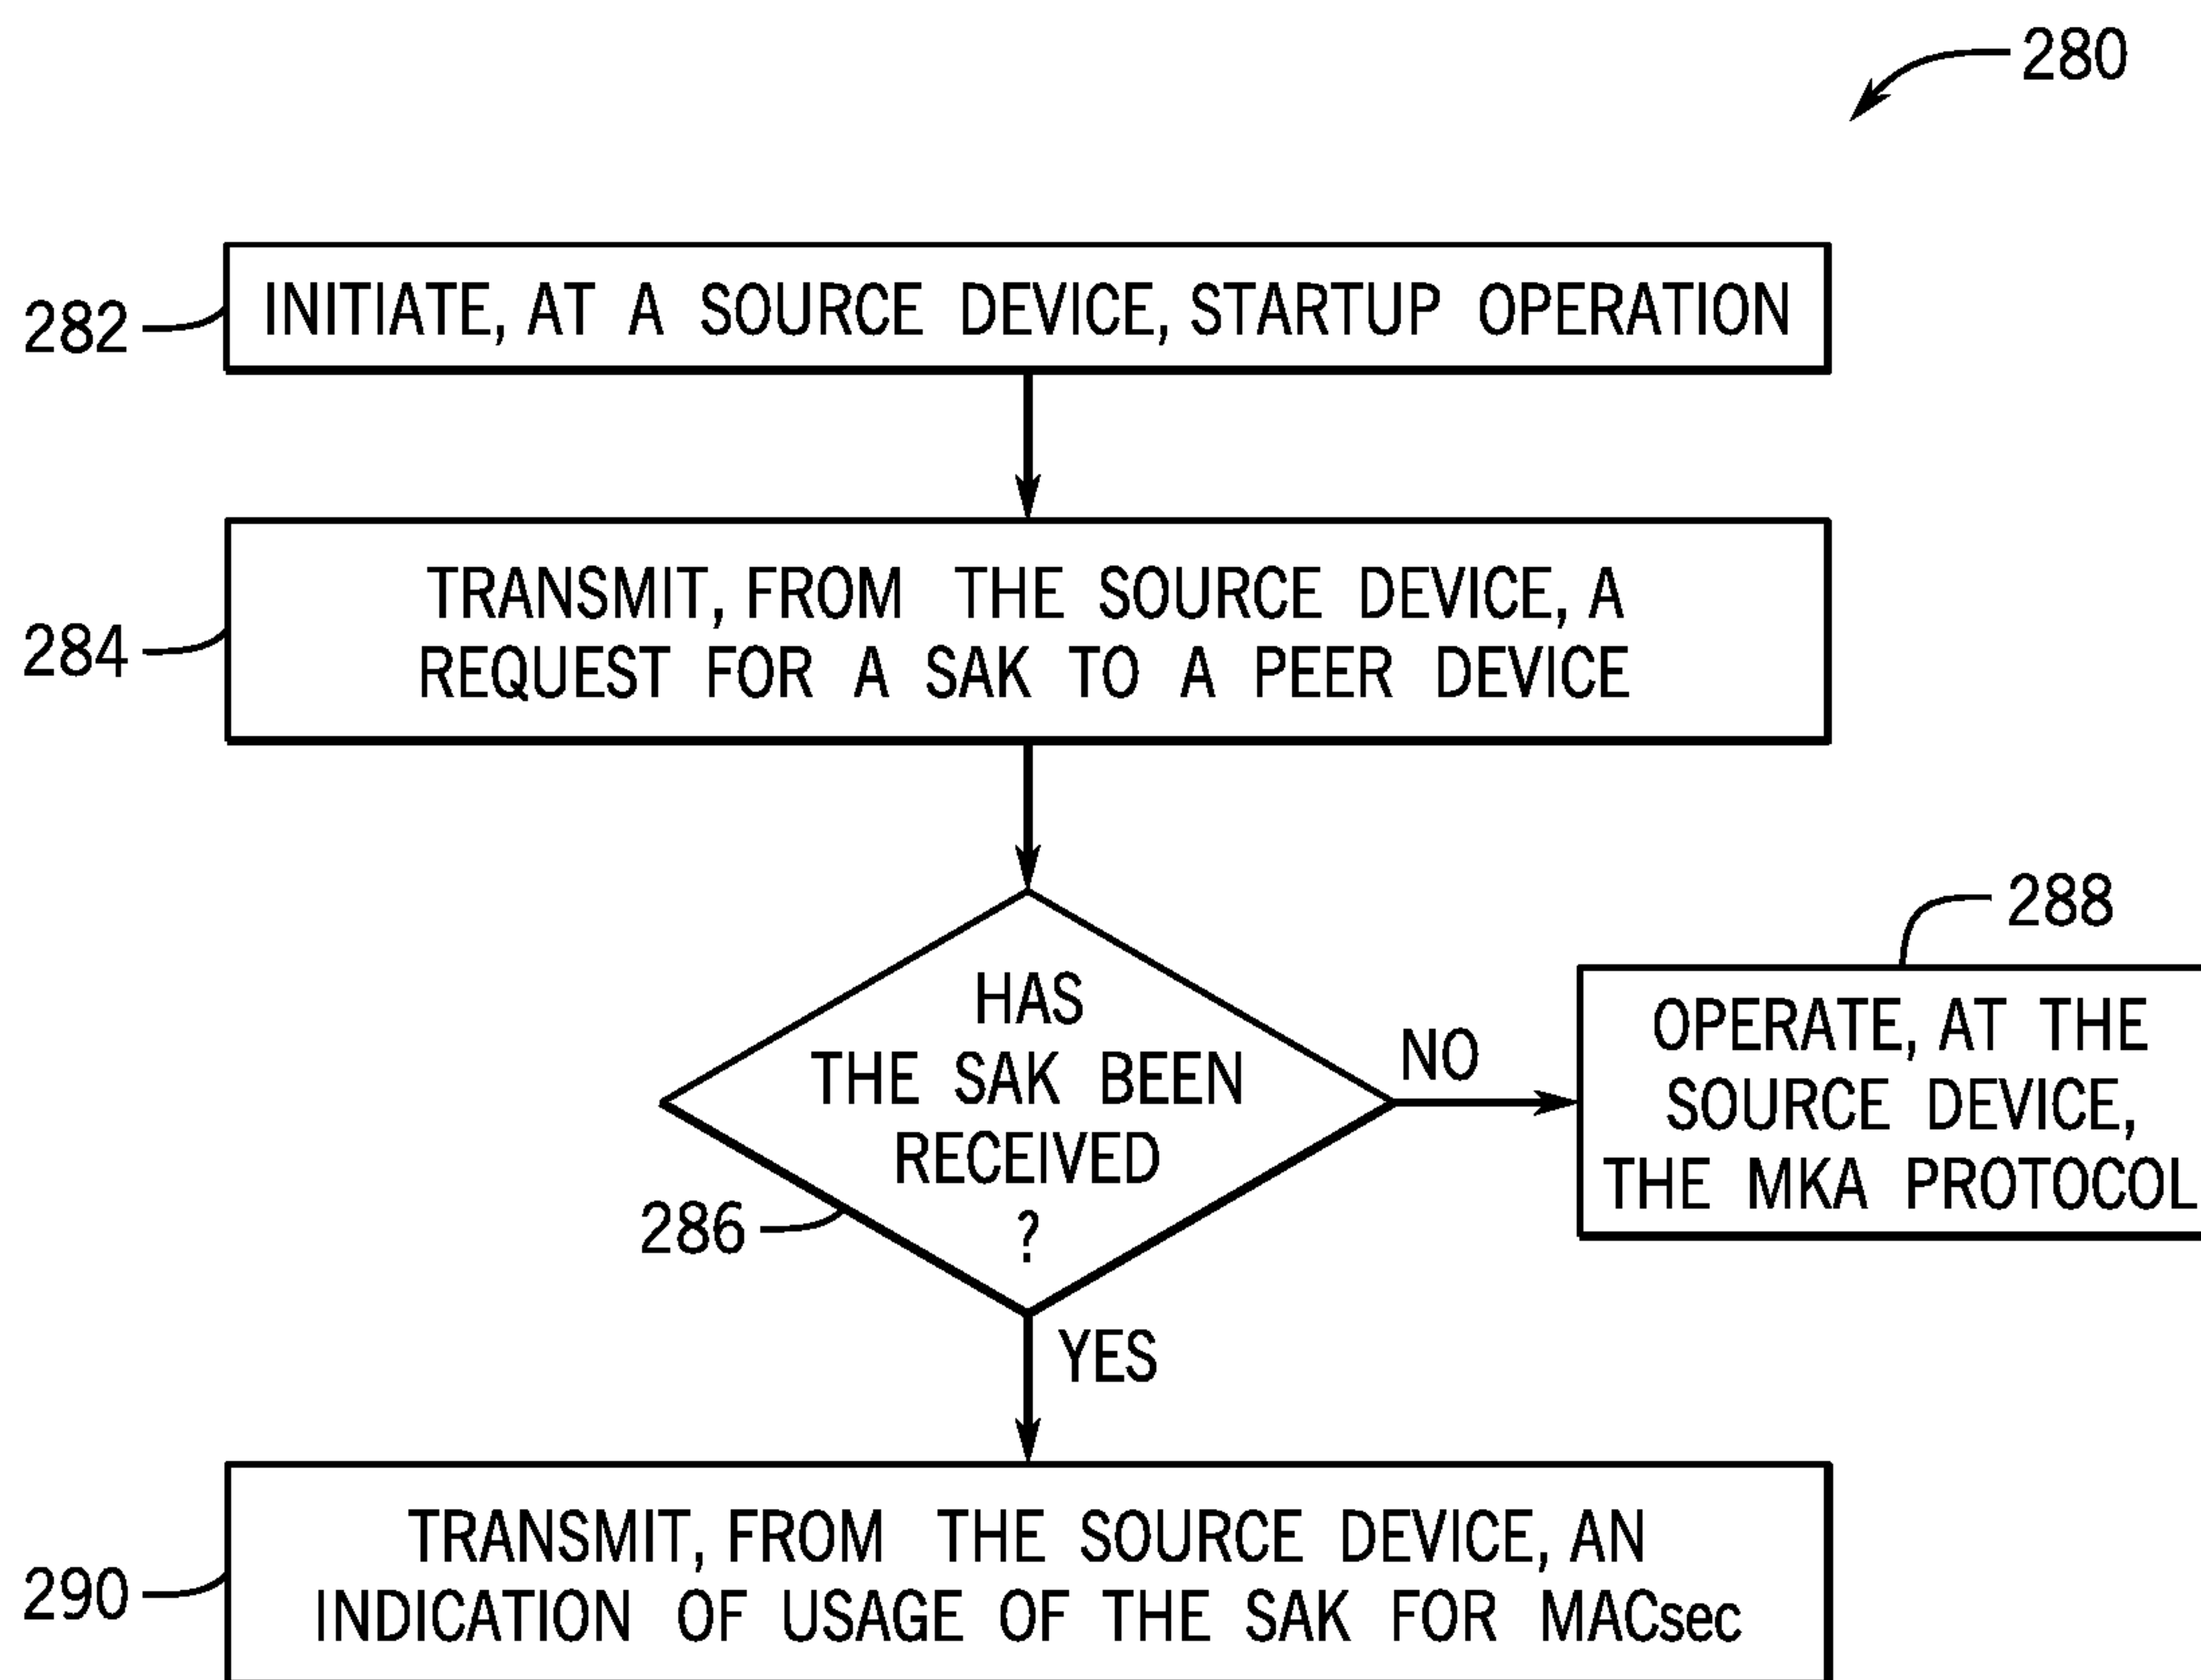 280
282
INITIATE, AT A SOURCE DEVICE, STARTUP OPERATION
284
TRANSMIT, FROM THE SOURCE DEVICE, A
REQUEST FOR A SAK TO A PEER DEVICE
HAS
THE SAK BEEN
RECEIVED
?
286
NO
288
OPERATE, AT THE
SOURCE DEVICE,
THE MKA PROTOCOL
YES
290
TRANSMIT, FROM THE SOURCE DEVICE, AN
INDICATION OF USAGE OF THE SAK FOR MACsec